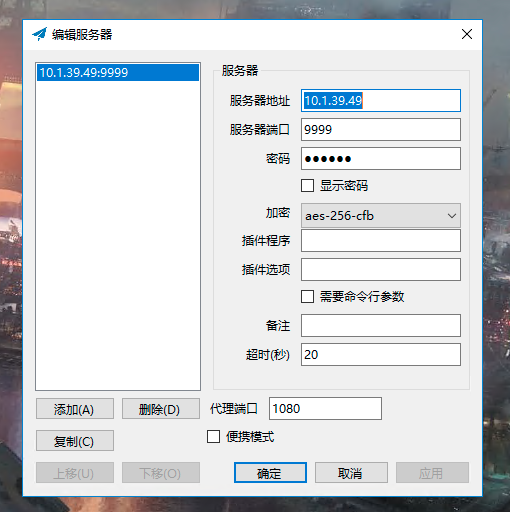 编辑服务器
10.1.39.49:9999
服务器
服务器地址 10.1.39.49
服务器端口 9999
密码 ●●●●●●
显示密码
加密 aes-256-cfb
插件程序
插件选项
需要命令行参数
备注
超时(秒) 20
添加(A) 删除(D) 代理端口 1080
复制(C) 便携模式
上移(U) 下移(O) 确定 取消 应用